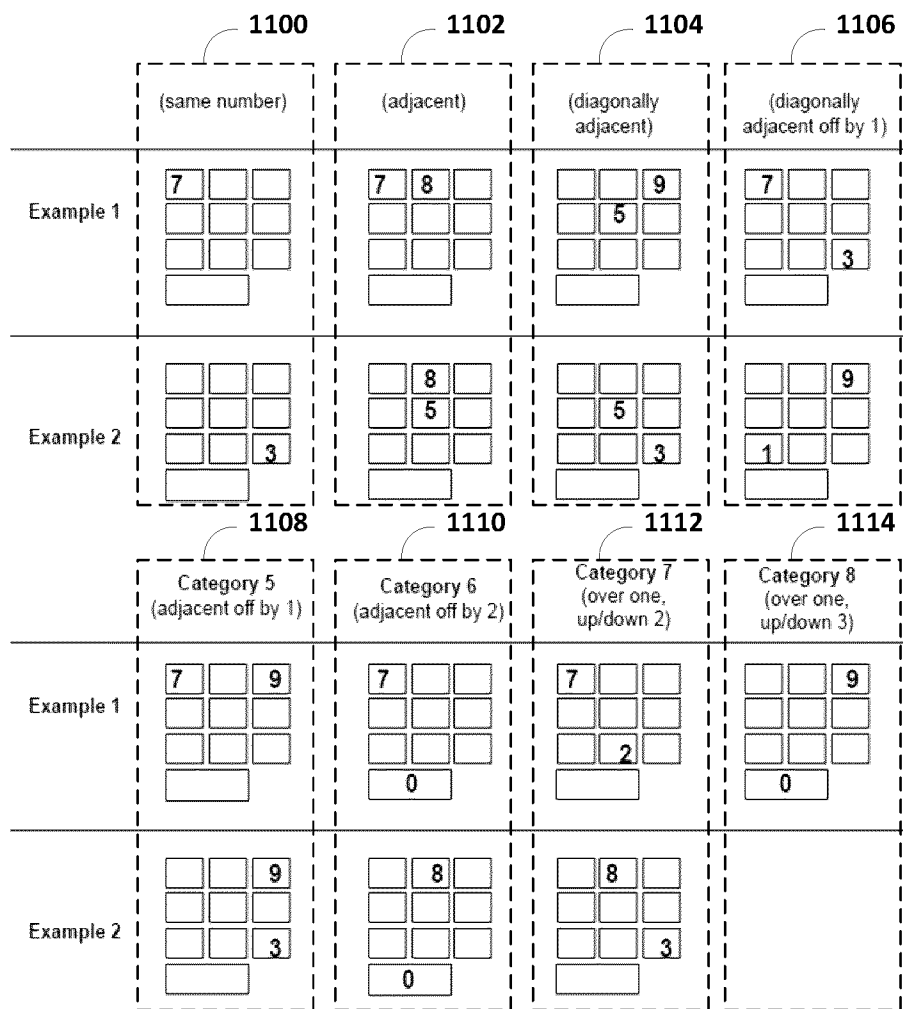 1100 1102 1104 1106
(same number) (adjacent) (diagonally adjacent) (diagonally adjacent off by 1)
Example 1
7
7 8
9
5
7
3
Example 2
3
8
5
5
3
9
1
1108 1110 1112 1114
Category 5 (adjacent off by 1)
Category 6 (adjacent off by 2)
Category 7 (over one, up/down 2)
Category 8 (over one, up/down 3)
Example 1
7 9
7
0
7
2
9
0
Example 2
9
3
8
0
8
3